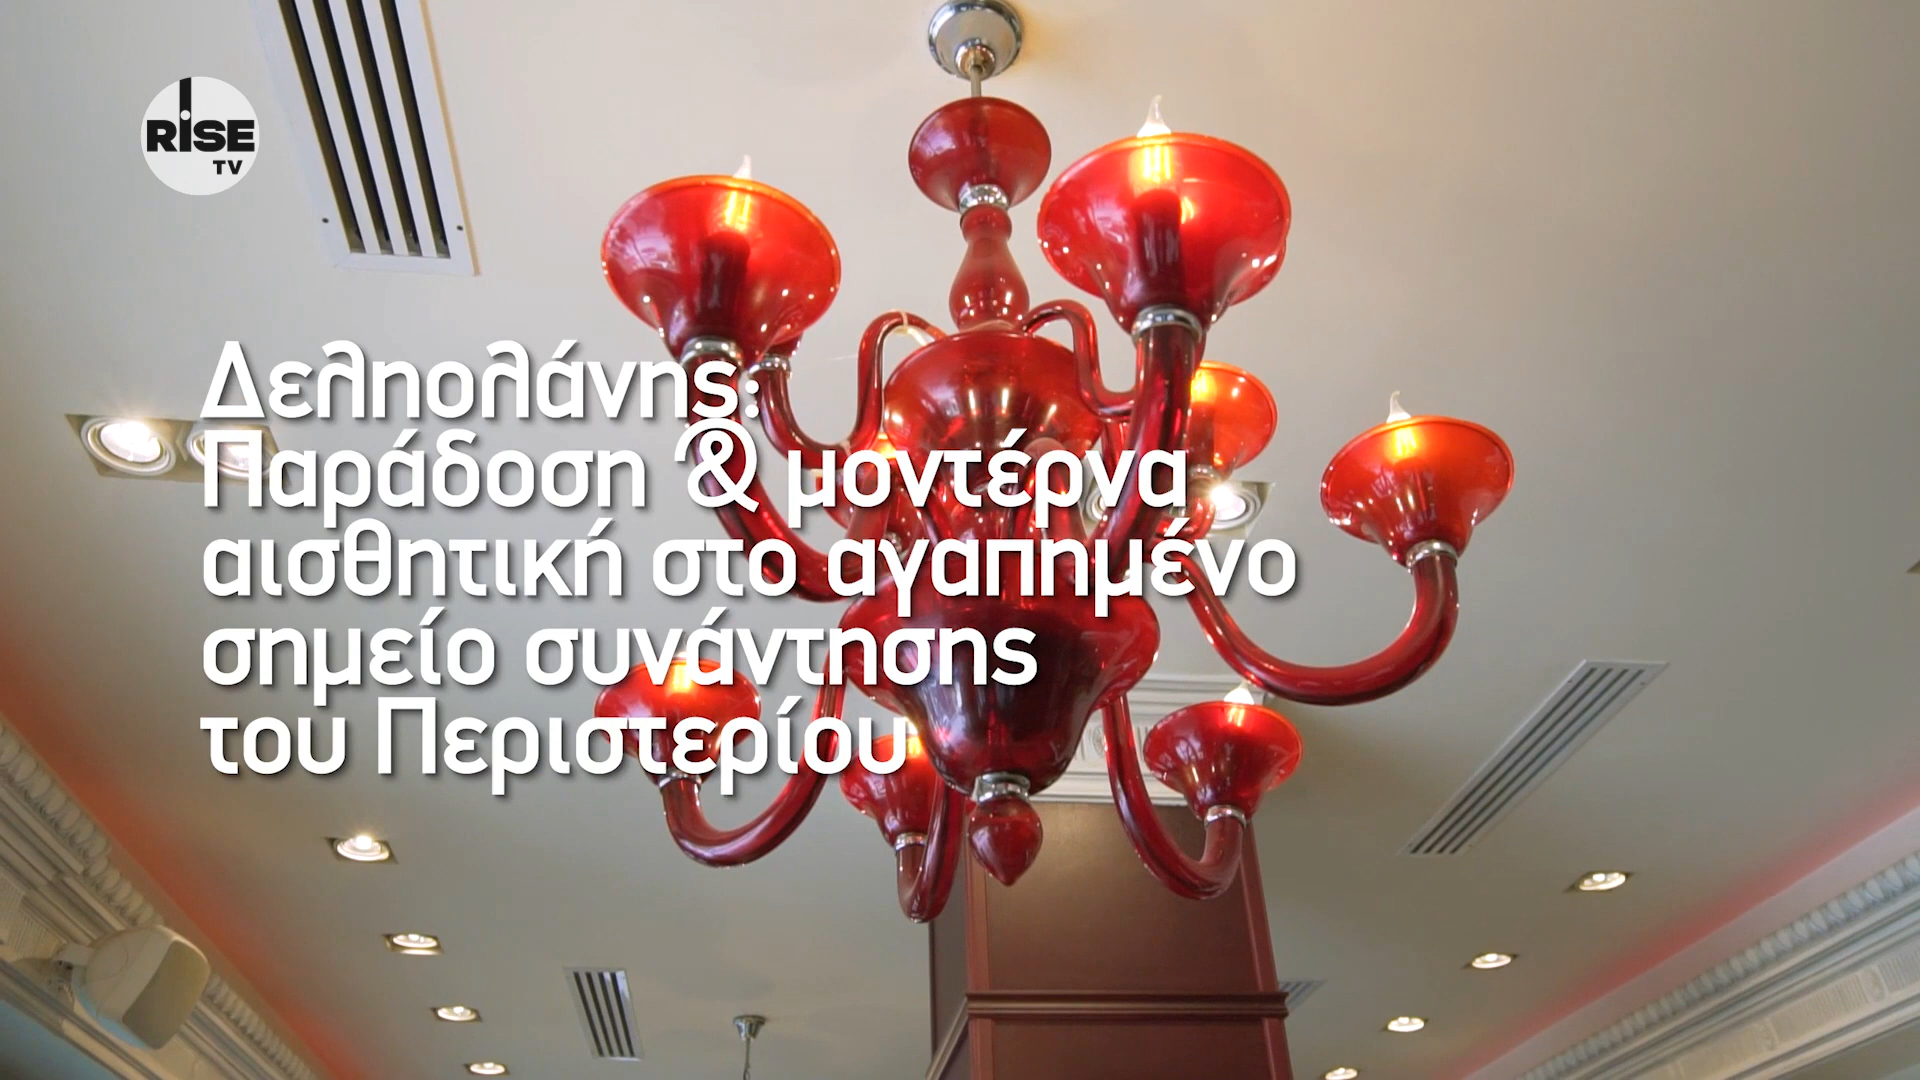 RISE
TV
Δεληολάνης:
Παράδοση & μοντέρνα
αισθητική στο αγαπημένο
σημείο συνάντησης
του Περιστερίου